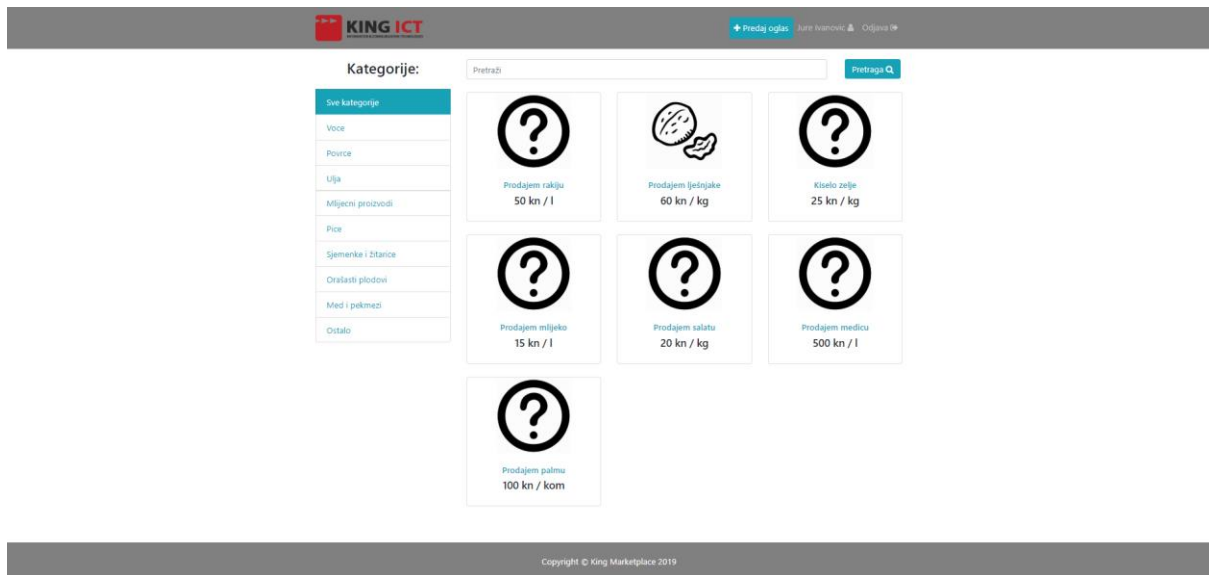 KING ICT
Predaj oglas Jure Ivanović Odjava
Kategorije:
Pretraži
Pretraga
Sve kategorije
Voce
Povrce
Ulja
Mlijecni proizvodi
Pice
Sjemenke i žitarice
Orašasti plodovi
Med i pekmezi
Ostalo
Prodajem rakiju
50 kn / l
Prodajem lješnjake
60 kn / kg
Kiselo zelje
25 kn / kg
Prodajem mlijeko
15 kn / l
Prodajem salatu
20 kn / kg
Prodajem medicu
500 kn / l
Prodajem palmu
100 kn / kom
Copyright © King Marketplace 2019